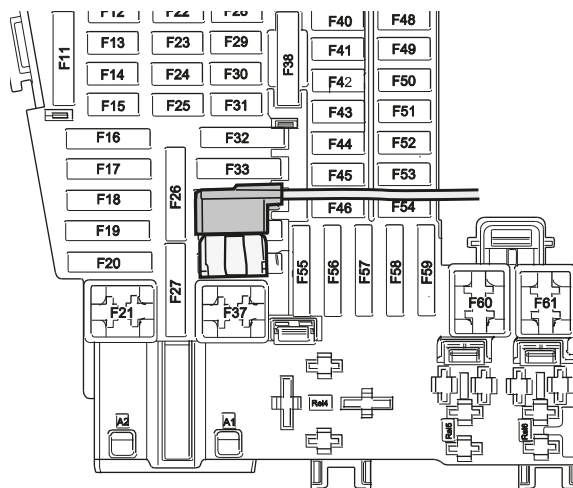 F12 F22 F28 F40 F48
F11 F13 F23 F29 F38 F41 F49
F14 F24 F30 F42 F50
F15 F25 F31 F43 F51
F16 F32 F44 F52
F17 F33 F45 F53
F18 F26 F46 F54
F19
F20 F27 F55 F56 F57 F58 F59
F21 F37 F60 F61
Rel4
A2 A1 Rel5 Rel6